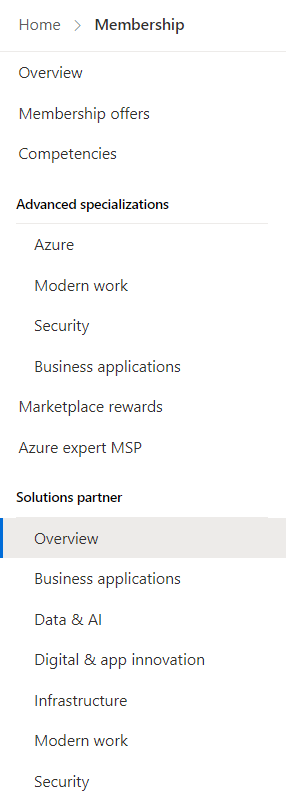 Home > Membership
Overview
Membership offers
Competencies
Advanced specializations
Azure
Modern work
Security
Business applications
Marketplace rewards
Azure expert MSP
Solutions partner
Overview
Business applications
Data & AI
Digital & app innovation
Infrastructure
Modern work
Security